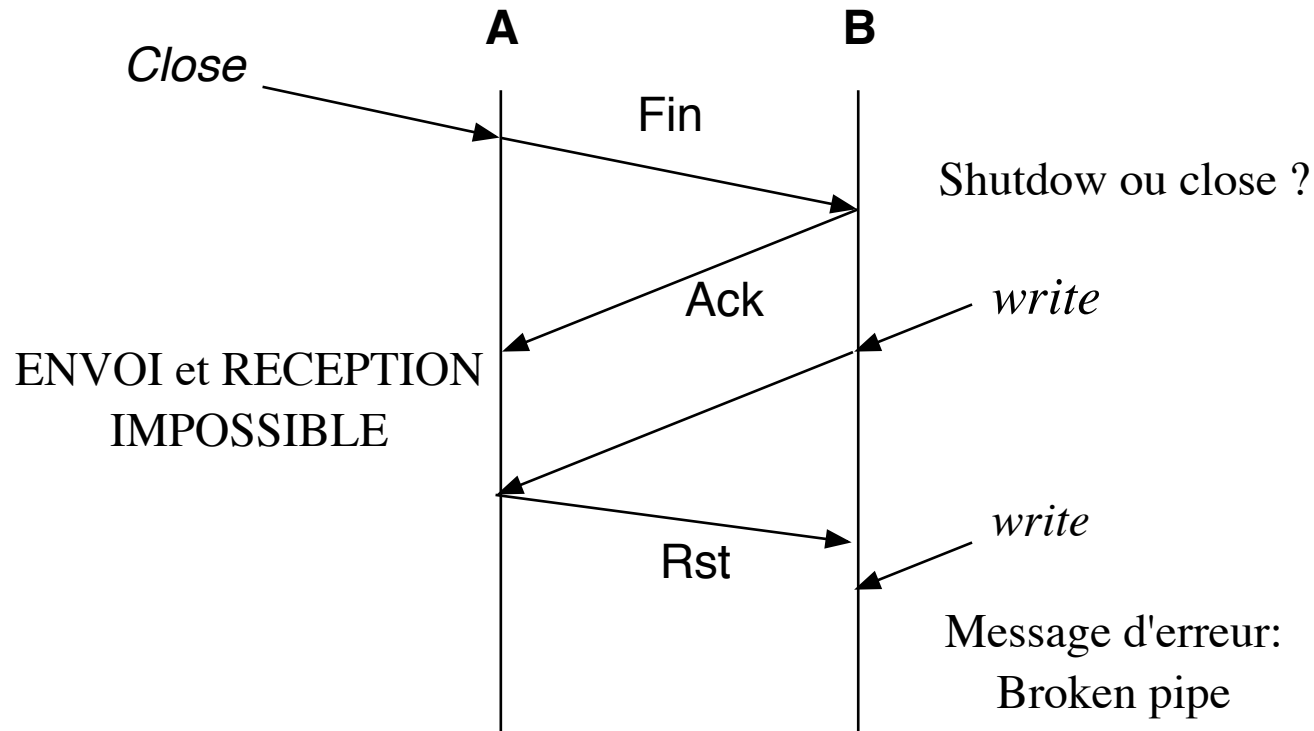 A
B
Close
Fin
Shutdow ou close ?
Ack
write
ENVOI et RECEPTION
IMPOSSIBLE
write
Rst
Message d'erreur:
Broken pipe